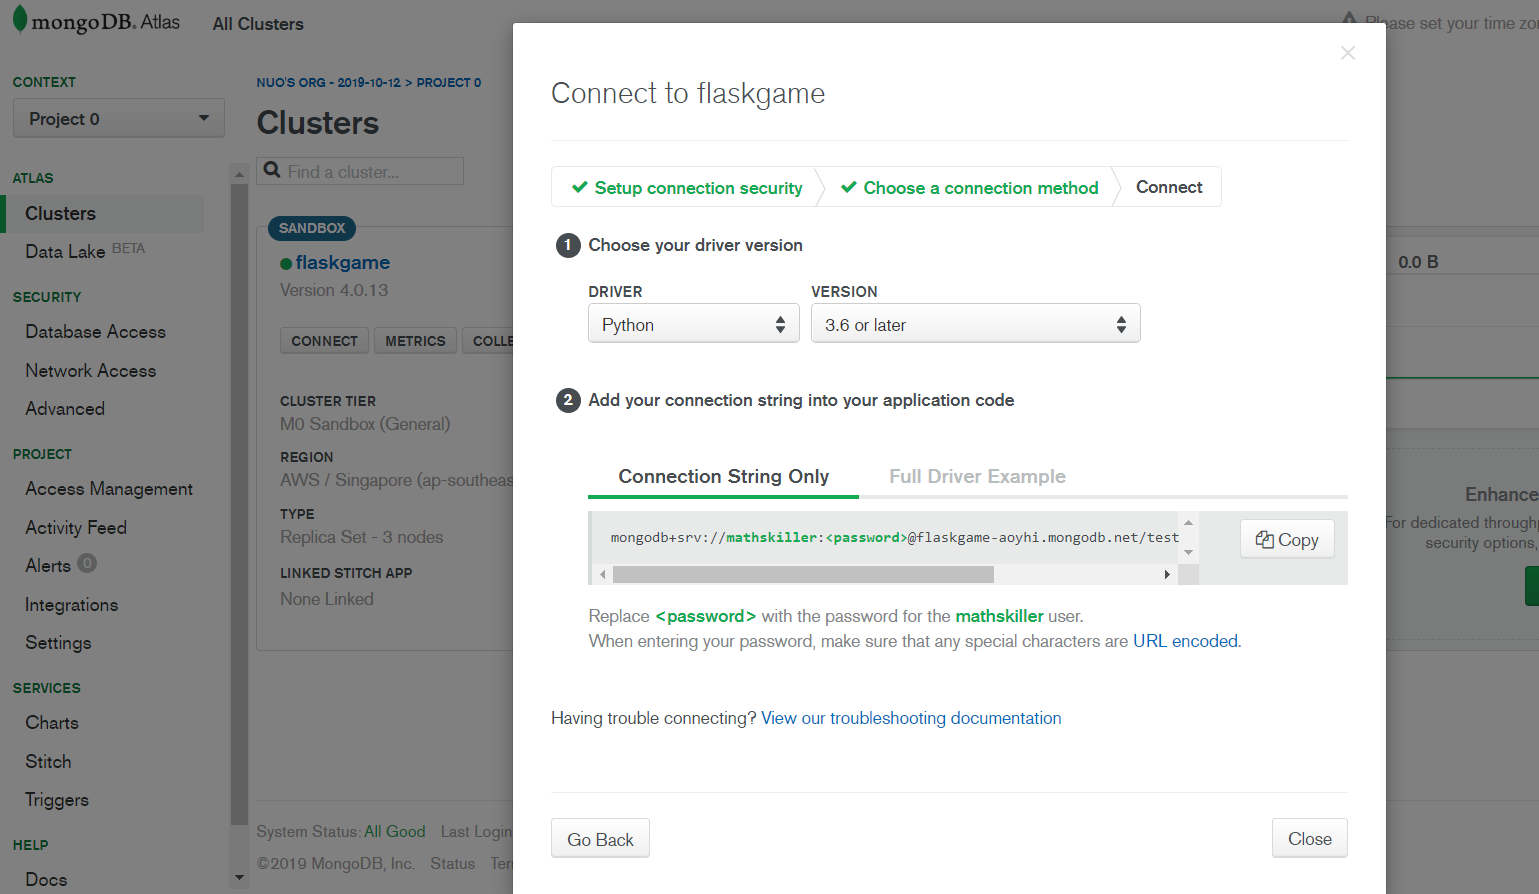 mongoDB. Atlas
All Clusters
Please set your time
CONTEXT
Project 0
ATLAS
Clusters
Data Lake BETA
SECURITY
Database Access
Network Access
Advanced
PROJECT
Access Management
Activity Feed
Alerts 0
Integrations
Settings
SERVICES
Charts
Stitch
Triggers
HELP
Docs
NUO'S ORG - 2019-10-12 > PROJECT 0
Clusters
Find a cluster...
SANDBOX
flaskgame
Version 4.0.13
CONNECT METRICS COLLE
CLUSTER TIER
M0 Sandbox (General)
REGION
AWS / Singapore (ap-southeas
TYPE
Replica Set - 3 nodes
LINKED STITCH APP
None Linked
System Status: All Good Last Login
©2019 MongoDB, Inc. Status
Connect to flaskgame
Setup connection security
Choose a connection method
Connect
1 Choose your driver version
DRIVER VERSION
Python 3.6 or later
2 Add your connection string into your application code
Connection String Only Full Driver Example
mongodb+srv://mathskiller:<password>@flaskgame-aoyhi.mongodb.net/test
Copy
Replace <password> with the password for the mathskiller user.
When entering your password, make sure that any special characters are URL encoded.
Having trouble connecting? View our troubleshooting documentation
Go Back Close
0.0 B
Enhance
For dedicated through
security options,